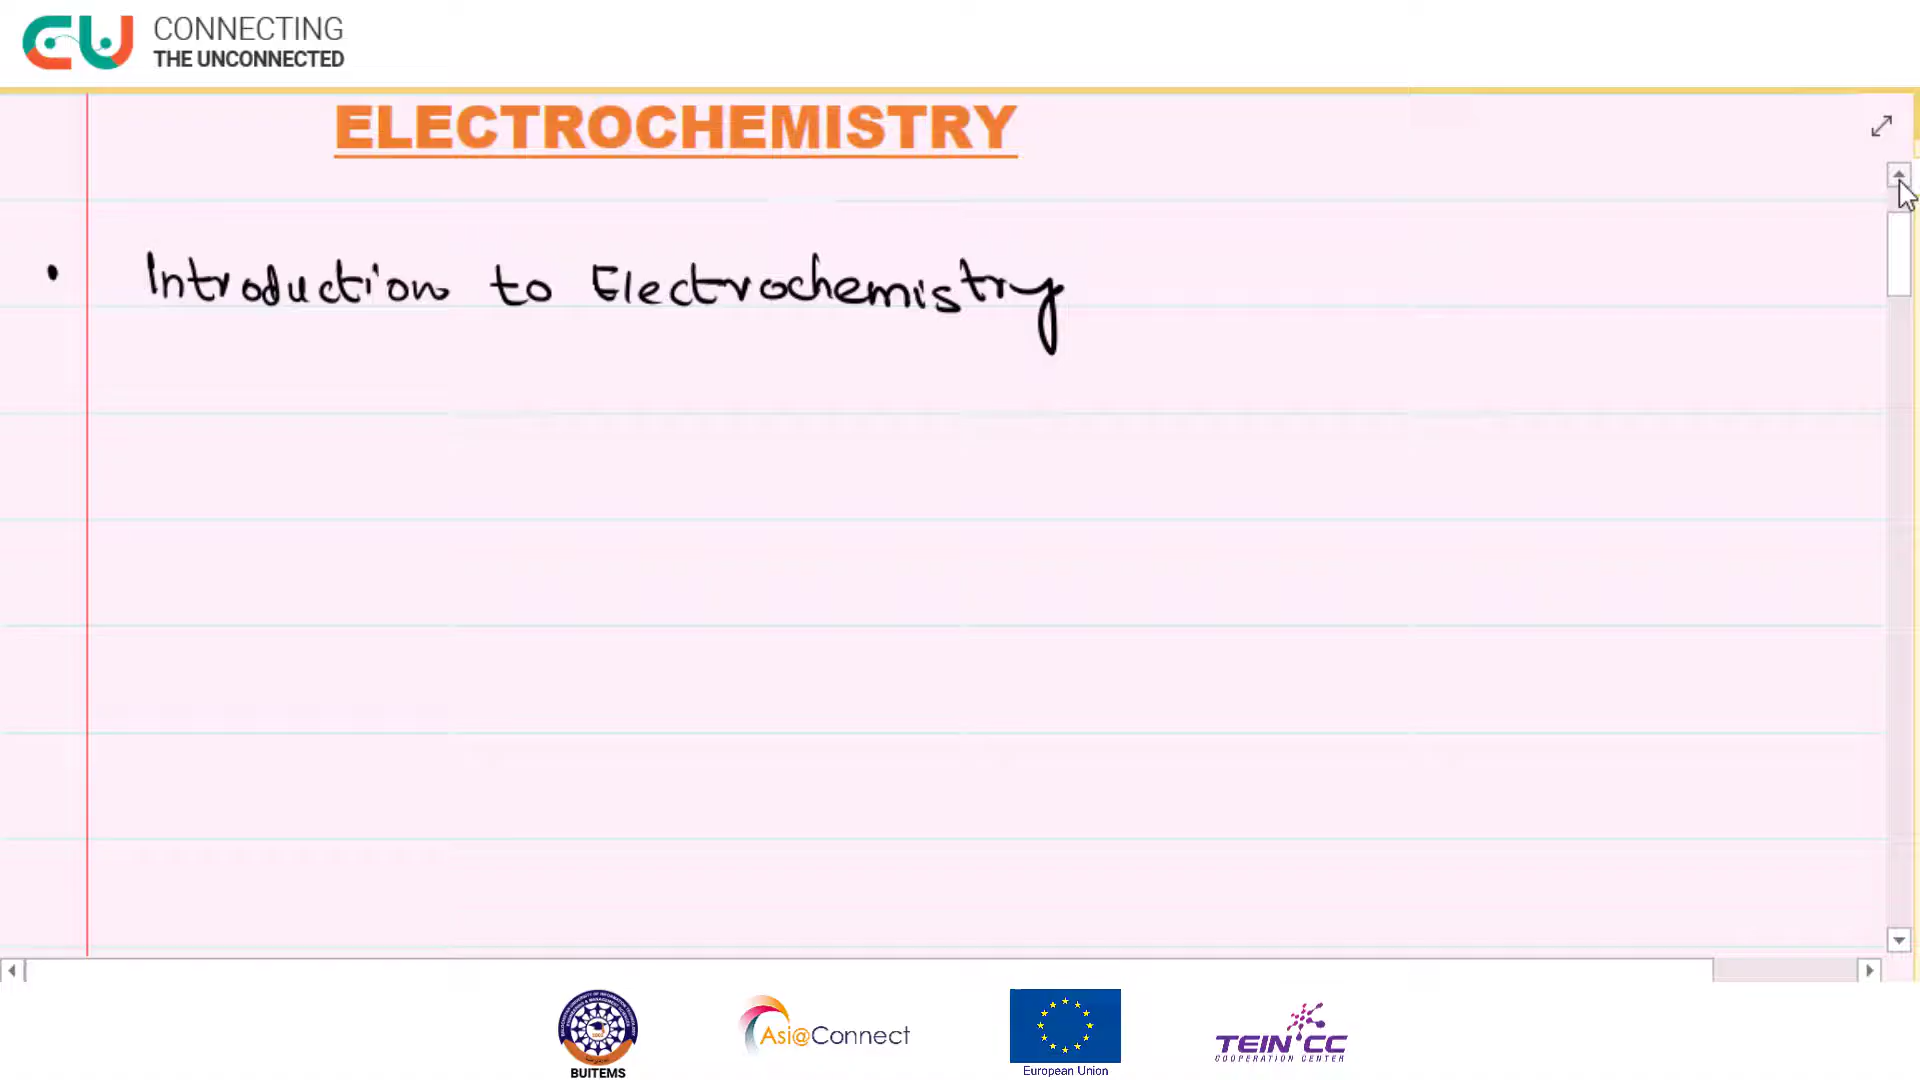 CONNECTING
THE UNCONNECTED
ELECTROCHEMISTRY
• Introduction to Electrochemistry
BUITEMS
Asi@Connect
European Union
TEIN*CC
COOPERATION CENTER